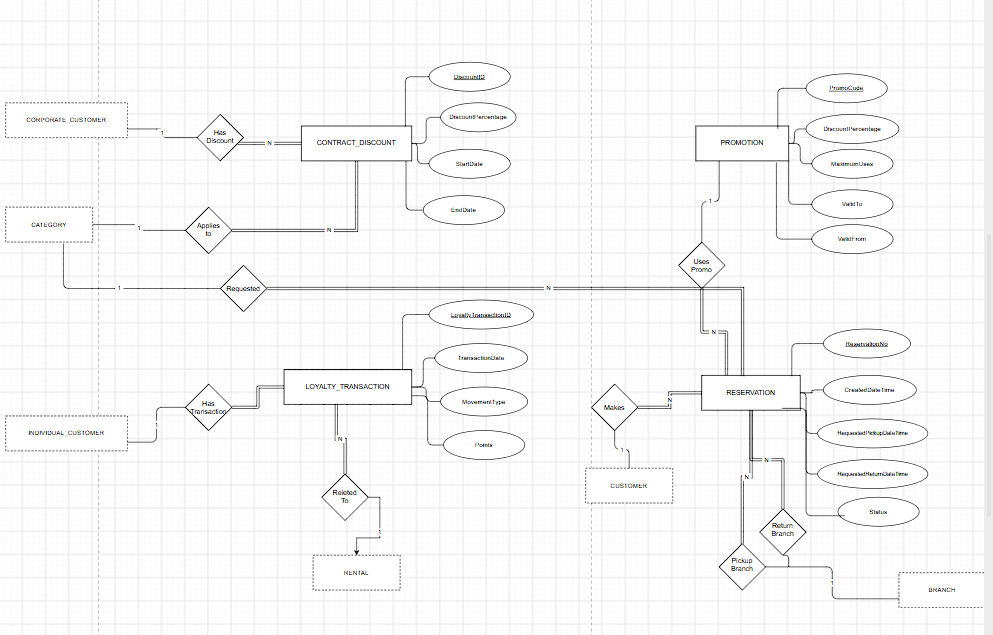 DiscountID
PromoCode
CORPORATE_CUSTOMER
1
Has
Discount
N
CONTRACT_DISCOUNT
DiscountPercentage
PROMOTION
DiscountPercentage
StartDate
MaximumUses
EndDate
ValidTo
CATEGORY
1
Applies
to
N
1
ValidFrom
Uses
Promo
1
Requested
N
LoyaltyTransactionID
N
ReservationNo
TransactionDate
LOYALTY_TRANSACTION
RESERVATION
CreatedDateTime
MovementType
Has
Transaction
Makes
N
1
INDIVIDUAL_CUSTOMER
RequestedPickupDateTime
N
Points
1
N
RequestedReturnDateTime
N
CUSTOMER
Releted
To
Status
1
Return
Branch
Pickup
Branch
RENTAL
1
BRANCH